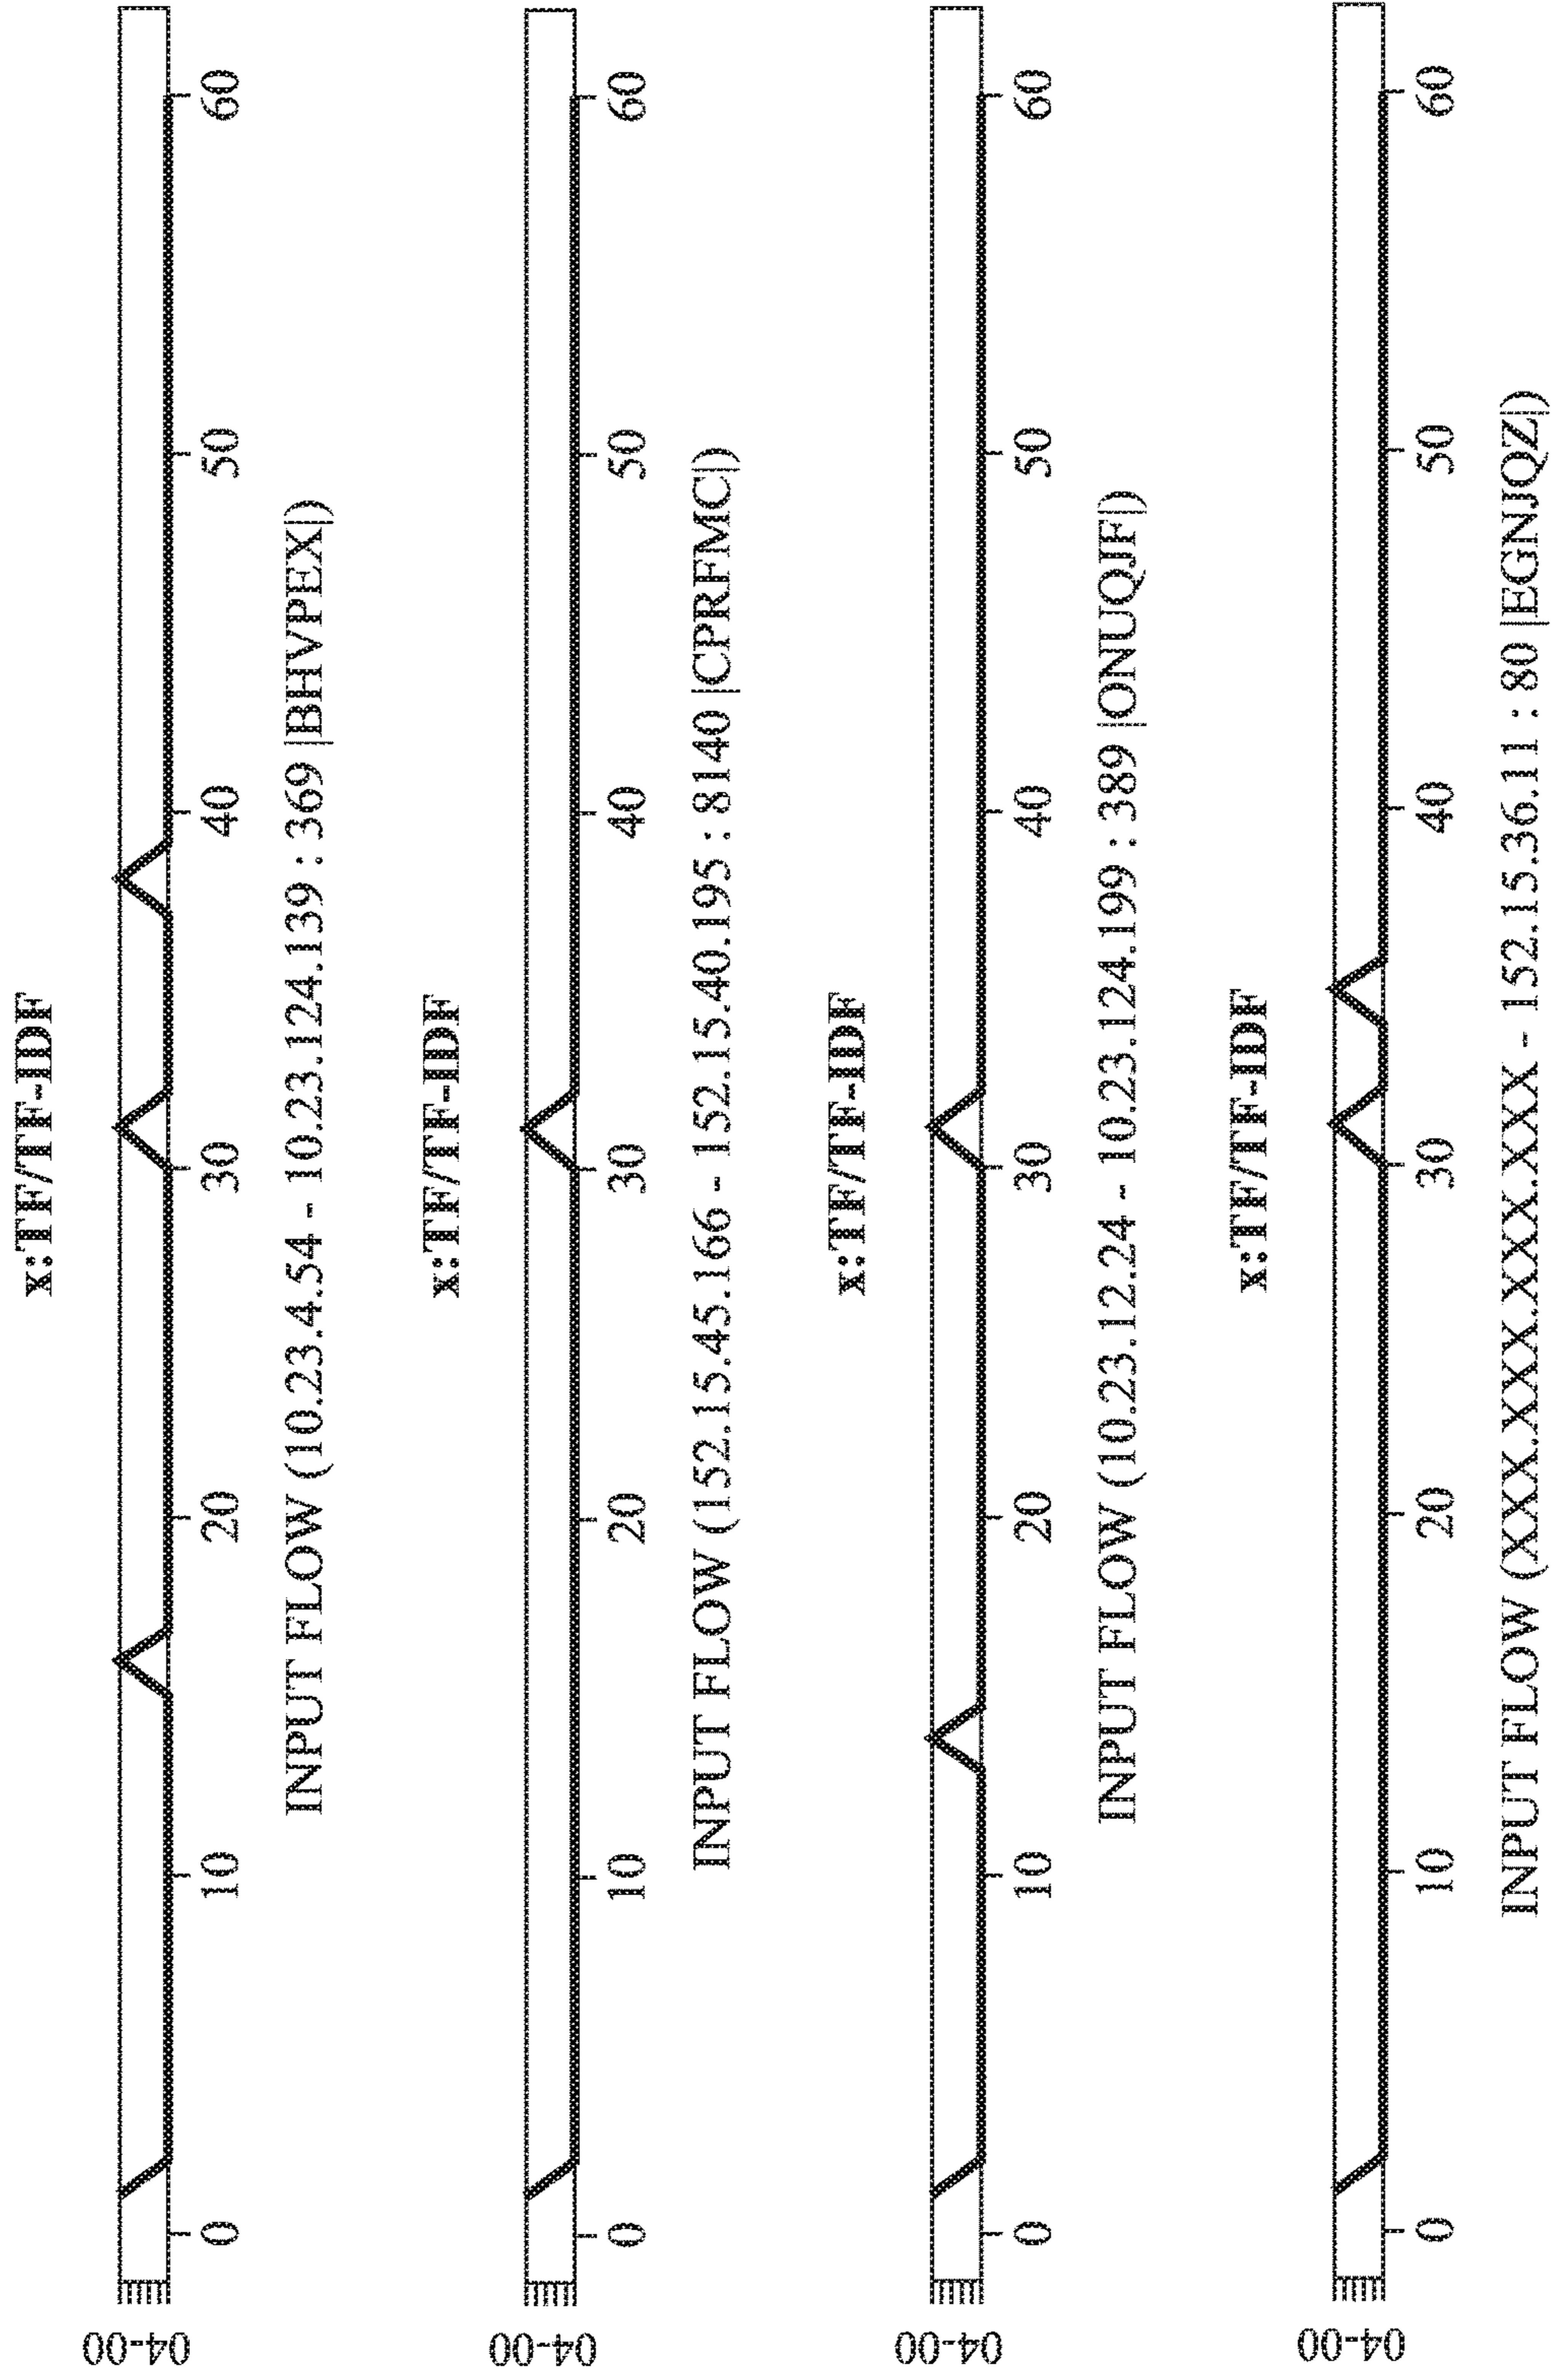 x:TF/TF-IDF
04-00
0 10 20 30 40 50 60
INPUT FLOW (10.23.4.54 - 10.23.124.139 : 369 |BHVPEX|)
x:TF/TF-IDF
04-00
0 10 20 30 40 50 60
INPUT FLOW (152.15.45.166 - 152.15.40.195 : 8140 |CPRFMC|)
x:TF/TF-IDF
04-00
0 10 20 30 40 50 60
INPUT FLOW (10.23.12.24 - 10.23.124.199 : 389 |ONUQJF|)
x:TF/TF-IDF
04-00
0 10 20 30 40 50 60
INPUT FLOW (XXX.XXX.XXX.XXX.XXX - 152.15.36.11 : 80 |EGNJQZ|)